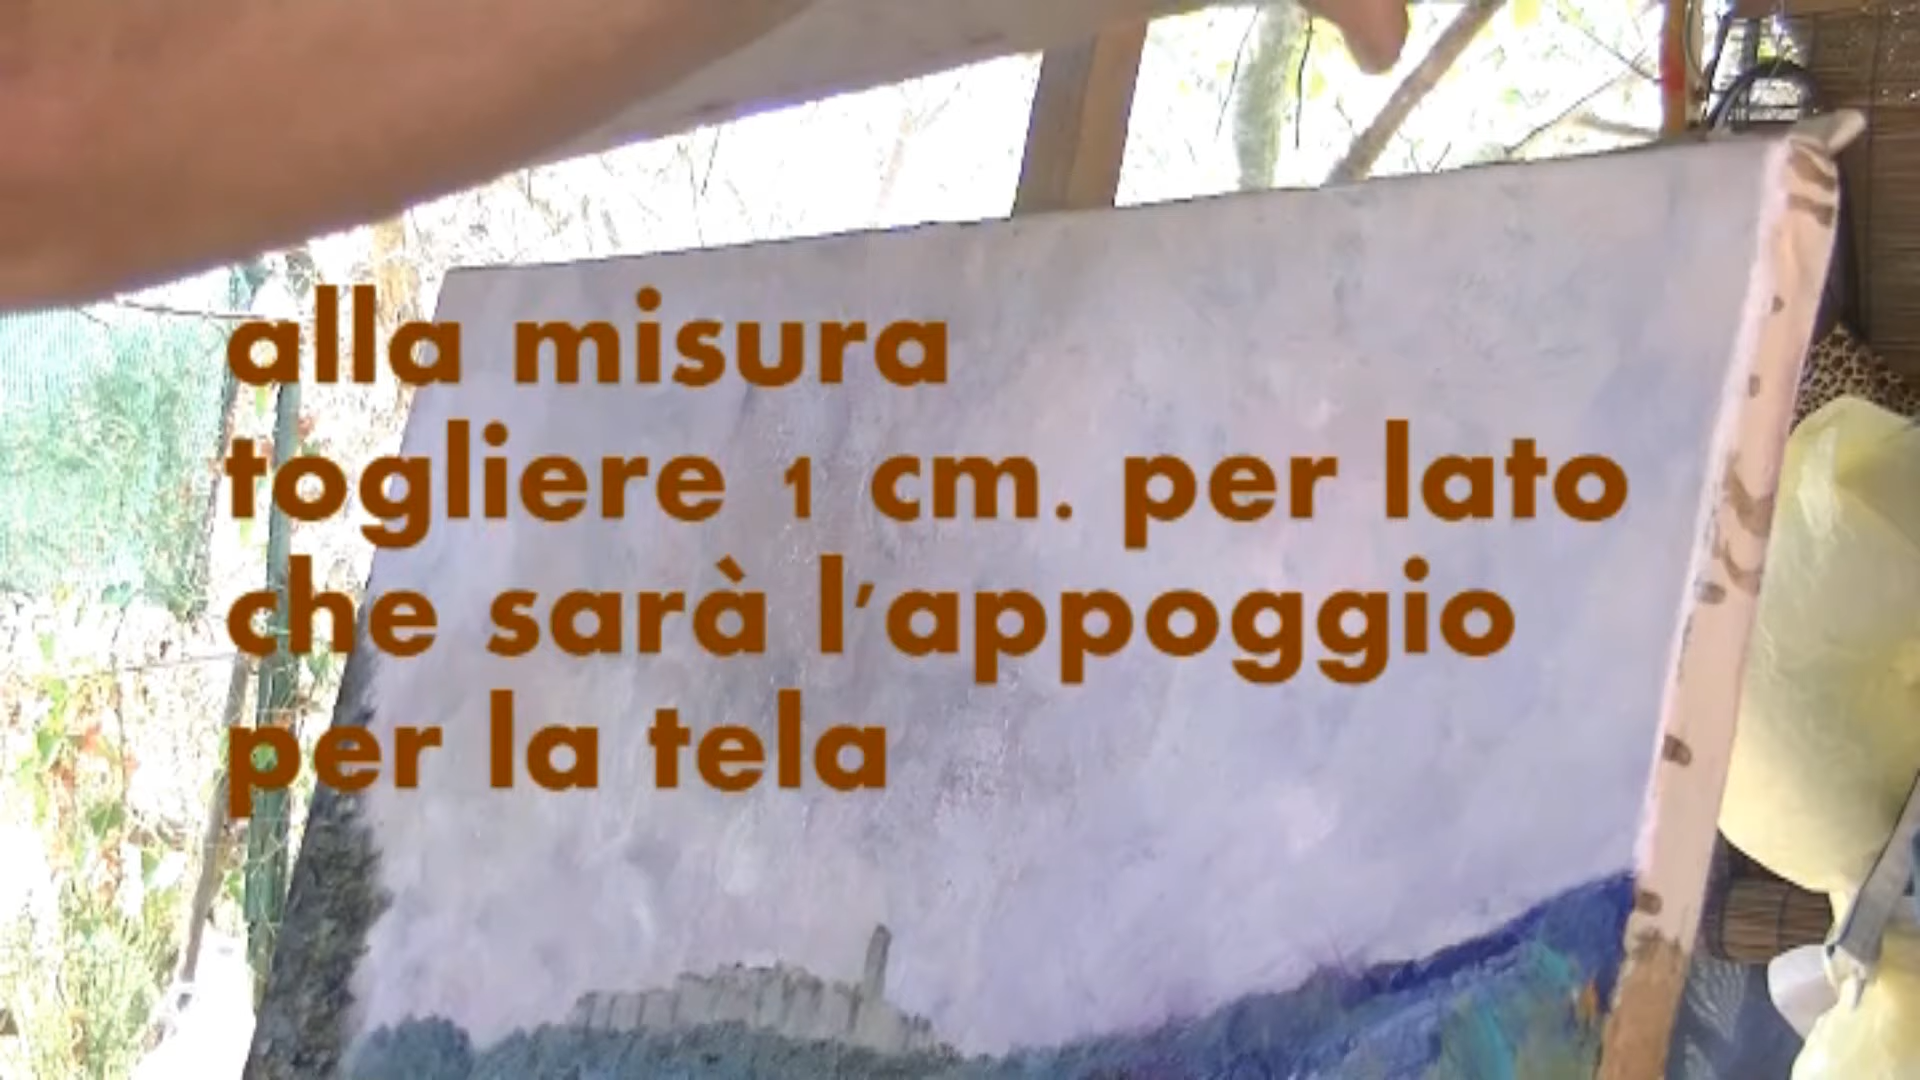 alla misura
togliere 1 cm. per lato
che sarà l'appoggio
per la tela